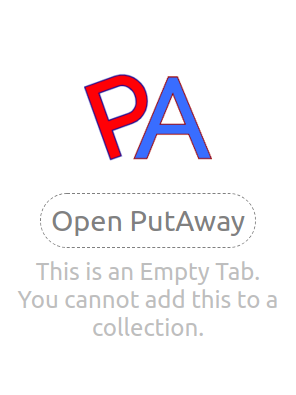 PA
Open PutAway
This is an Empty Tab.
You cannot add this to a
collection.